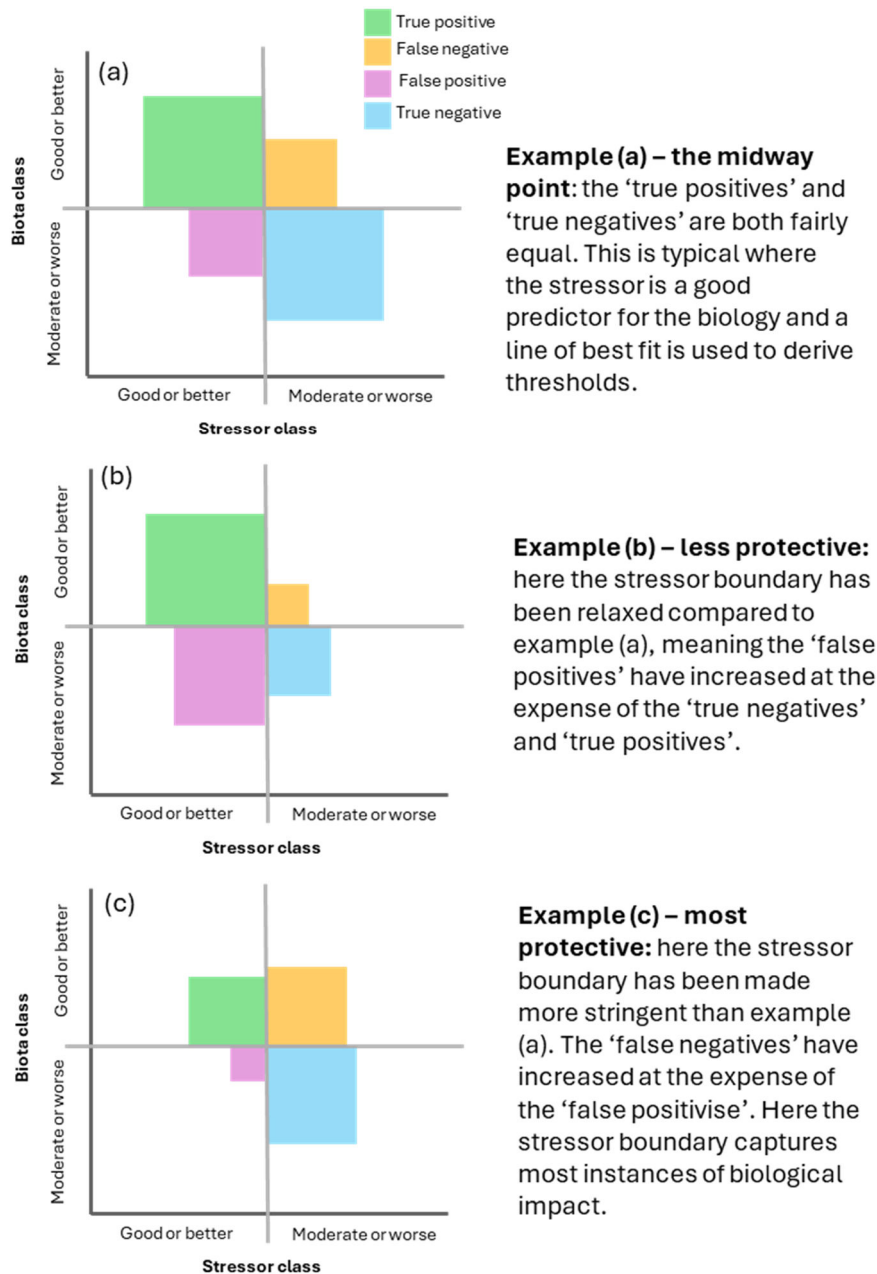 True positive
False negative
False positive
True negative
(a)
Good or better
Biota class
Moderate or worse
Good or better
Moderate or worse
Stressor class
Example (a) – the midway
point: the ‘true positives’ and
‘true negatives’ are both fairly
equal. This is typical where
the stressor is a good
predictor for the biology and a
line of best fit is used to derive
thresholds.
(b)
Good or better
Biota class
Moderate or worse
Good or better
Moderate or worse
Stressor class
Example (b) – less protective:
here the stressor boundary has
been relaxed compared to
example (a), meaning the ‘false
positives’ have increased at the
expense of the ‘true negatives’
and ‘true positives’.
(c)
Good or better
Biota class
Moderate or worse
Good or better
Moderate or worse
Stressor class
Example (c) – most
protective: here the stressor
boundary has been made
more stringent than example
(a). The ‘false negatives’ have
increased at the expense of
the ‘false positivise’. Here the
stressor boundary captures
most instances of biological
impact.